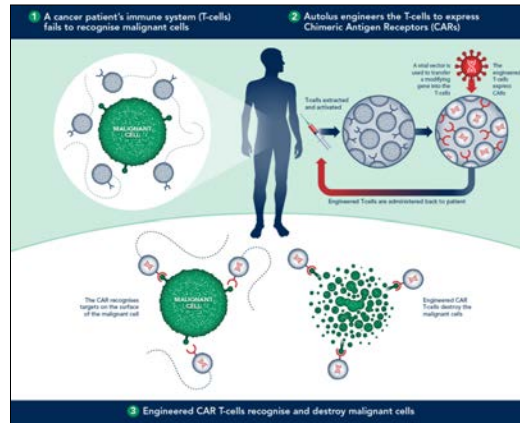 1 A cancer patient's immune system (T-cells)
fails to recognise malignant cells
2 Autolus engineers the T-cells to express
Chimeric Antigen Receptors (CARs)
MALIGNANT
CELL
T-cells extracted
and activated
A viral vector is
used to transfer
a modifying
gene into the
T-cells
The
engineered
T-cells
express
CARs
Engineered T-cells are administered back to patient
The CAR recognises
targets on the surface
of the malignant cell
MALIGNANT
CELL
Engineered CAR
T-cells destroy the
malignant cells
3 Engineered CAR T-cells recognise and destroy malignant cells